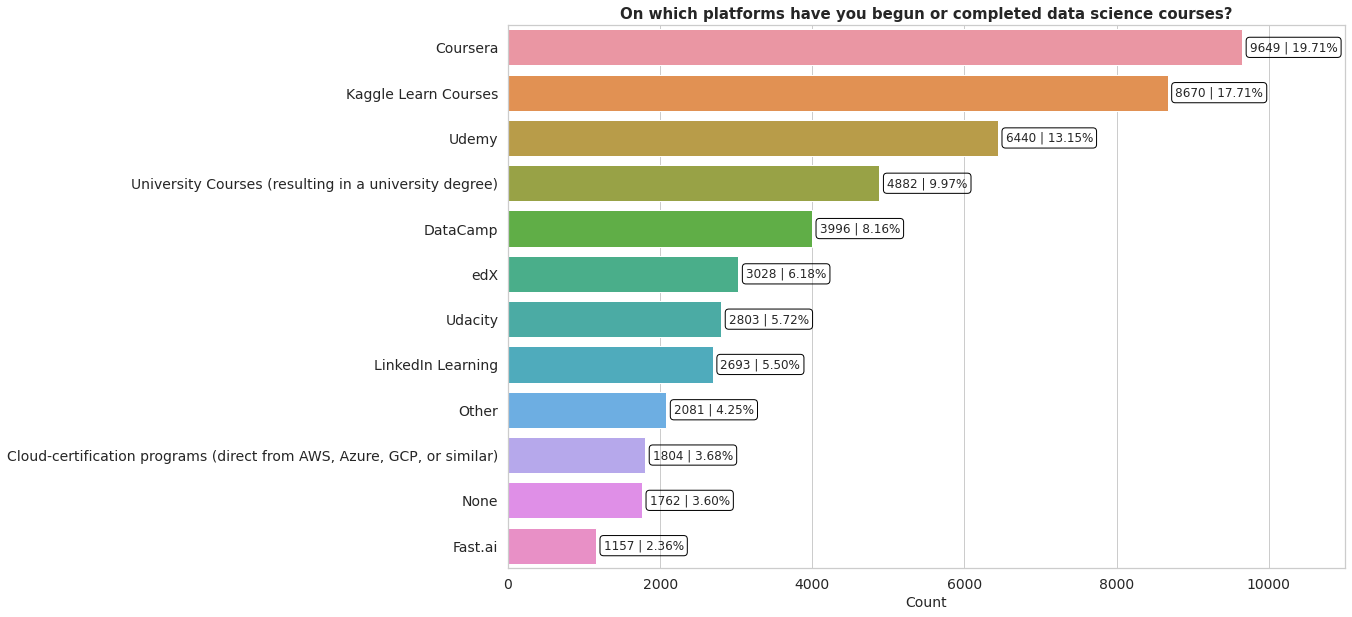 On which platforms have you begun or completed data science courses?
Coursera
9649 | 19.71%
Kaggle Learn Courses
8670 | 17.71%
Udemy
6440 | 13.15%
University Courses (resulting in a university degree)
4882 | 9.97%
DataCamp
3996 | 8.16%
edX
3028 | 6.18%
Udacity
2803 | 5.72%
LinkedIn Learning
2693 | 5.50%
Other
2081 | 4.25%
Cloud-certification programs (direct from AWS, Azure, GCP, or similar)
1804 | 3.68%
None
1762 | 3.60%
Fast.ai
1157 | 2.36%
0 2000 4000 6000 8000 10000
Count